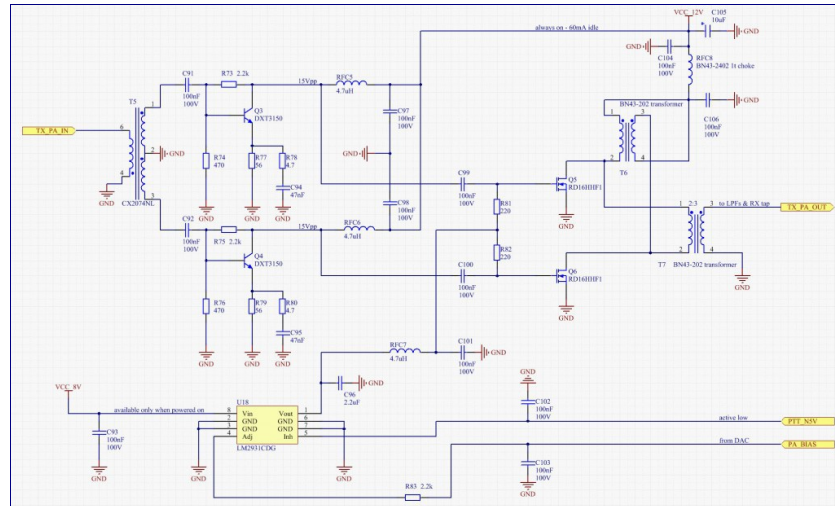 VCC_12V
C105
10uF
GND
always on - 60mA idle
C104
100nF
100V
GND
RFC8
BN43-2402 1t choke
BN43-202 transformer
C106
100nF
100V
GND
1
3
2
4
T6
C91
100nF
100V
R73 2.2k
15Vpp
RFC5
4.7uH
T5
TX_PA_IN
6
4
1
2
3
GND
GND
CX2074NL
Q3
DXT3150
R74
470
R77
56
R78
4.7
C94
47nF
GND
GND
GND
C97
100nF
100V
GND
C98
100nF
100V
C99
100nF
100V
Q5
RD16HHF1
GND
R81
220
R82
220
C92
100nF
100V
R75 2.2k
15Vpp
RFC6
4.7uH
Q4
DXT3150
R76
470
R79
56
R80
4.7
C95
47nF
GND
GND
GND
C100
100nF
100V
Q6
RD16HHF1
GND
1
2:3
3
to LPFs & RX tap
TX_PA_OUT
2
4
T7 BN43-202 transformer
GND
RFC7
4.7uH
C101
100nF
100V
GND
C96
2.2uF
GND
VCC_8V
available only when powered on
C93
100nF
100V
GND
U18
8 Vin Vout 1
GND GND 6
3 GND GND 7
4 Adj Inh 5
LM2931CDG
GND
GND
GND
C102
100nF
100V
active low
PTT_N5V
from DAC
PA_BIAS
C103
100nF
100V
GND
R83 2.2k